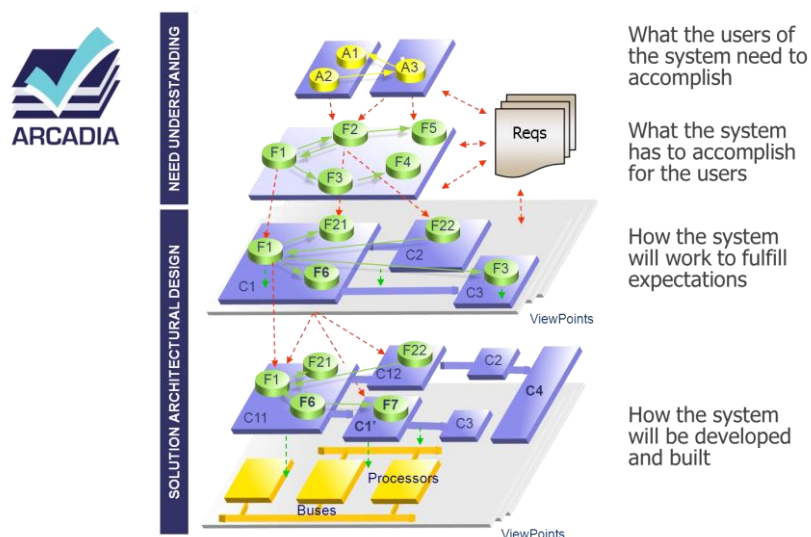 ARCADIA
NEED UNDERSTANDING
A1
A2
A3
What the users of
the system need to
accomplish
F1
F2
F5
F3
F4
Reqs
What the system
has to accomplish
for the users
SOLUTION ARCHITECTURAL DESIGN
F1
F21
F22
F6
F3
C1
C2
C3
ViewPoints
How the system
will work to fulfill
expectations
F1
F21
F22
F6
F7
C11
C12
C1'
C2
C3
C4
Processors
Buses
ViewPoints
How the system
will be developed
and built